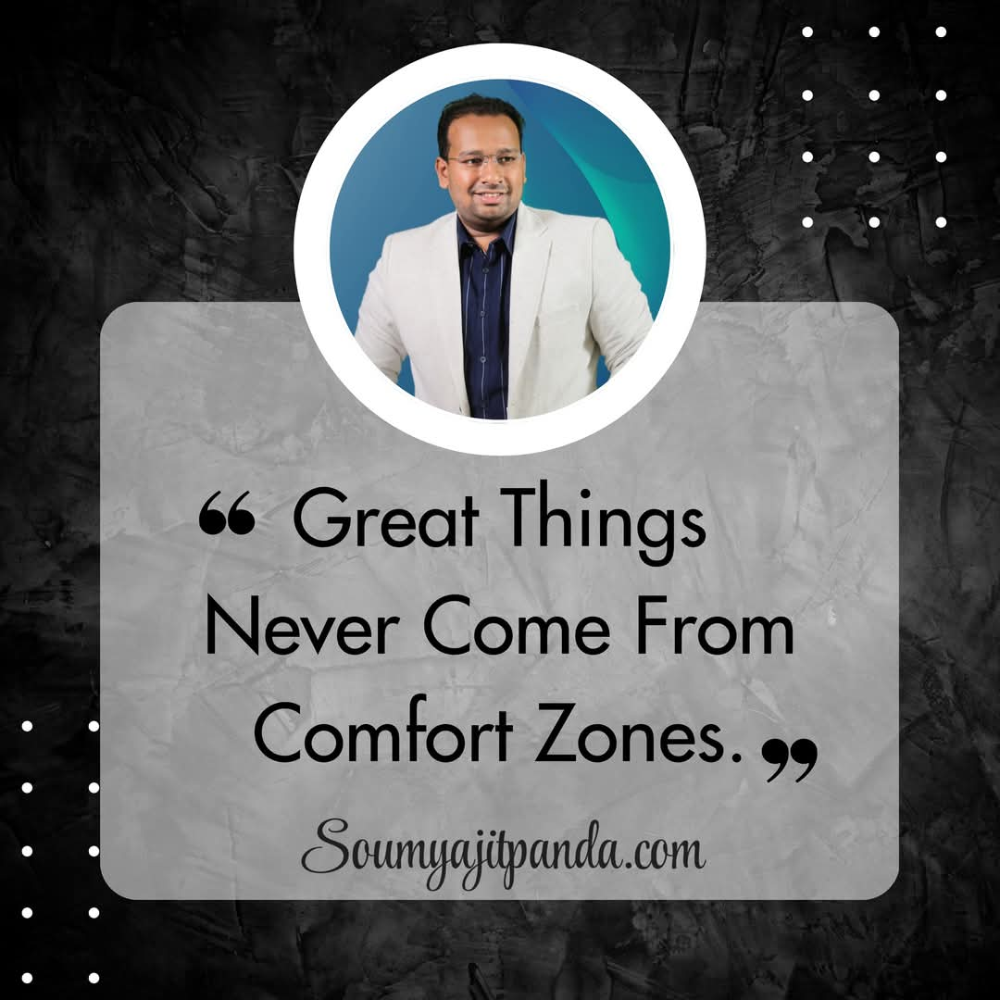 “ Great Things
Never Come From
Comfort Zones. ”
Soumyajitpanda.com